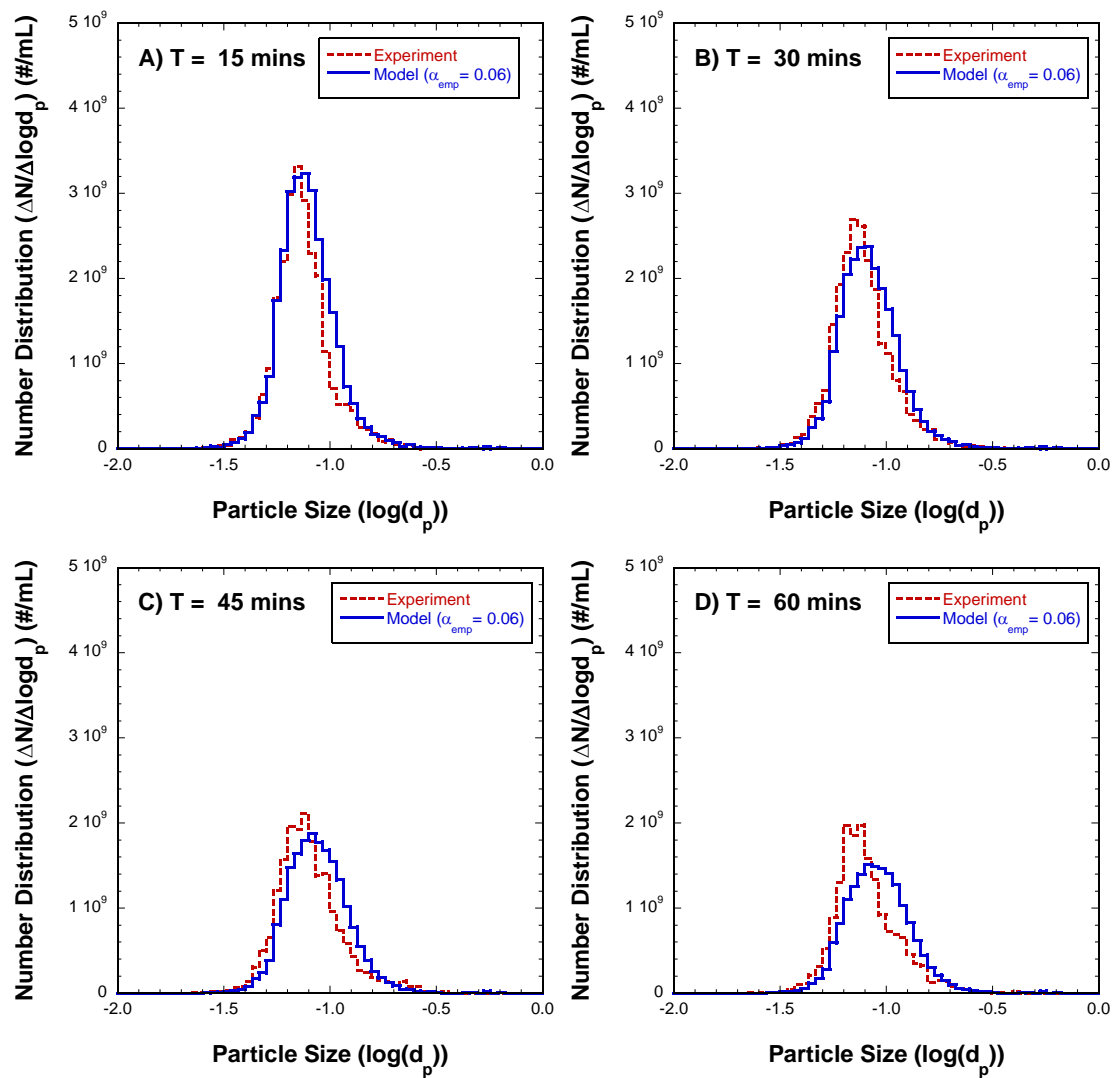 Number Distribution (ΔN/Δlogd_p) (#/mL)
A) T = 15 mins
Experiment
Model (α_emp= 0.06)
5 10^9
4 10^9
3 10^9
2 10^9
1 10^9
0
-2.0 -1.5 -1.0 -0.5 0.0
Particle Size (log(d_p))
Number Distribution (ΔN/Δlogd_p) (#/mL)
B) T = 30 mins
Experiment
Model (α_emp= 0.06)
5 10^9
4 10^9
3 10^9
2 10^9
1 10^9
0
-2.0 -1.5 -1.0 -0.5 0.0
Particle Size (log(d_p))
Number Distribution (ΔN/Δlogd_p) (#/mL)
C) T = 45 mins
Experiment
Model (α_emp= 0.06)
5 10^9
4 10^9
3 10^9
2 10^9
1 10^9
0
-2.0 -1.5 -1.0 -0.5 0.0
Particle Size (log(d_p))
Number Distribution (ΔN/Δlogd_p) (#/mL)
D) T = 60 mins
Experiment
Model (α_emp= 0.06)
5 10^9
4 10^9
3 10^9
2 10^9
1 10^9
0
-2.0 -1.5 -1.0 -0.5 0.0
Particle Size (log(d_p))